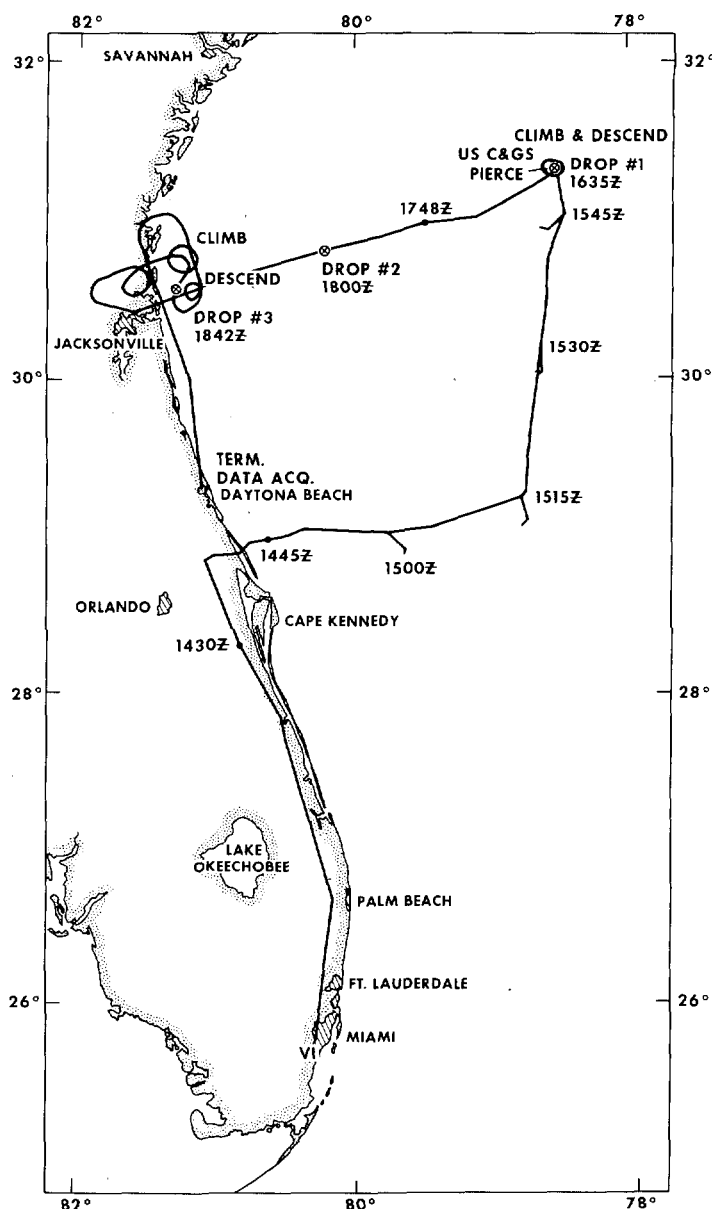 82° 80° 78°
32° 32°
SAVANNAH
CLIMB & DESCEND
US C&GS
PIERCE
DROP #1
1635Z
1748Z
1545Z
CLIMB
DROP #2
1800Z
DESCEND
DROP #3
1842Z
JACKSONVILLE
1530Z
30° 30°
TERM.
DATA ACQ.
DAYTONA BEACH
1515Z
1445Z
1500Z
ORLANDO
CAPE KENNEDY
1430Z
28° 28°
LAKE
OKEECHOBEE
PALM BEACH
FT. LAUDERDALE
26° 26°
MIAMI
VI
82° 80° 78°